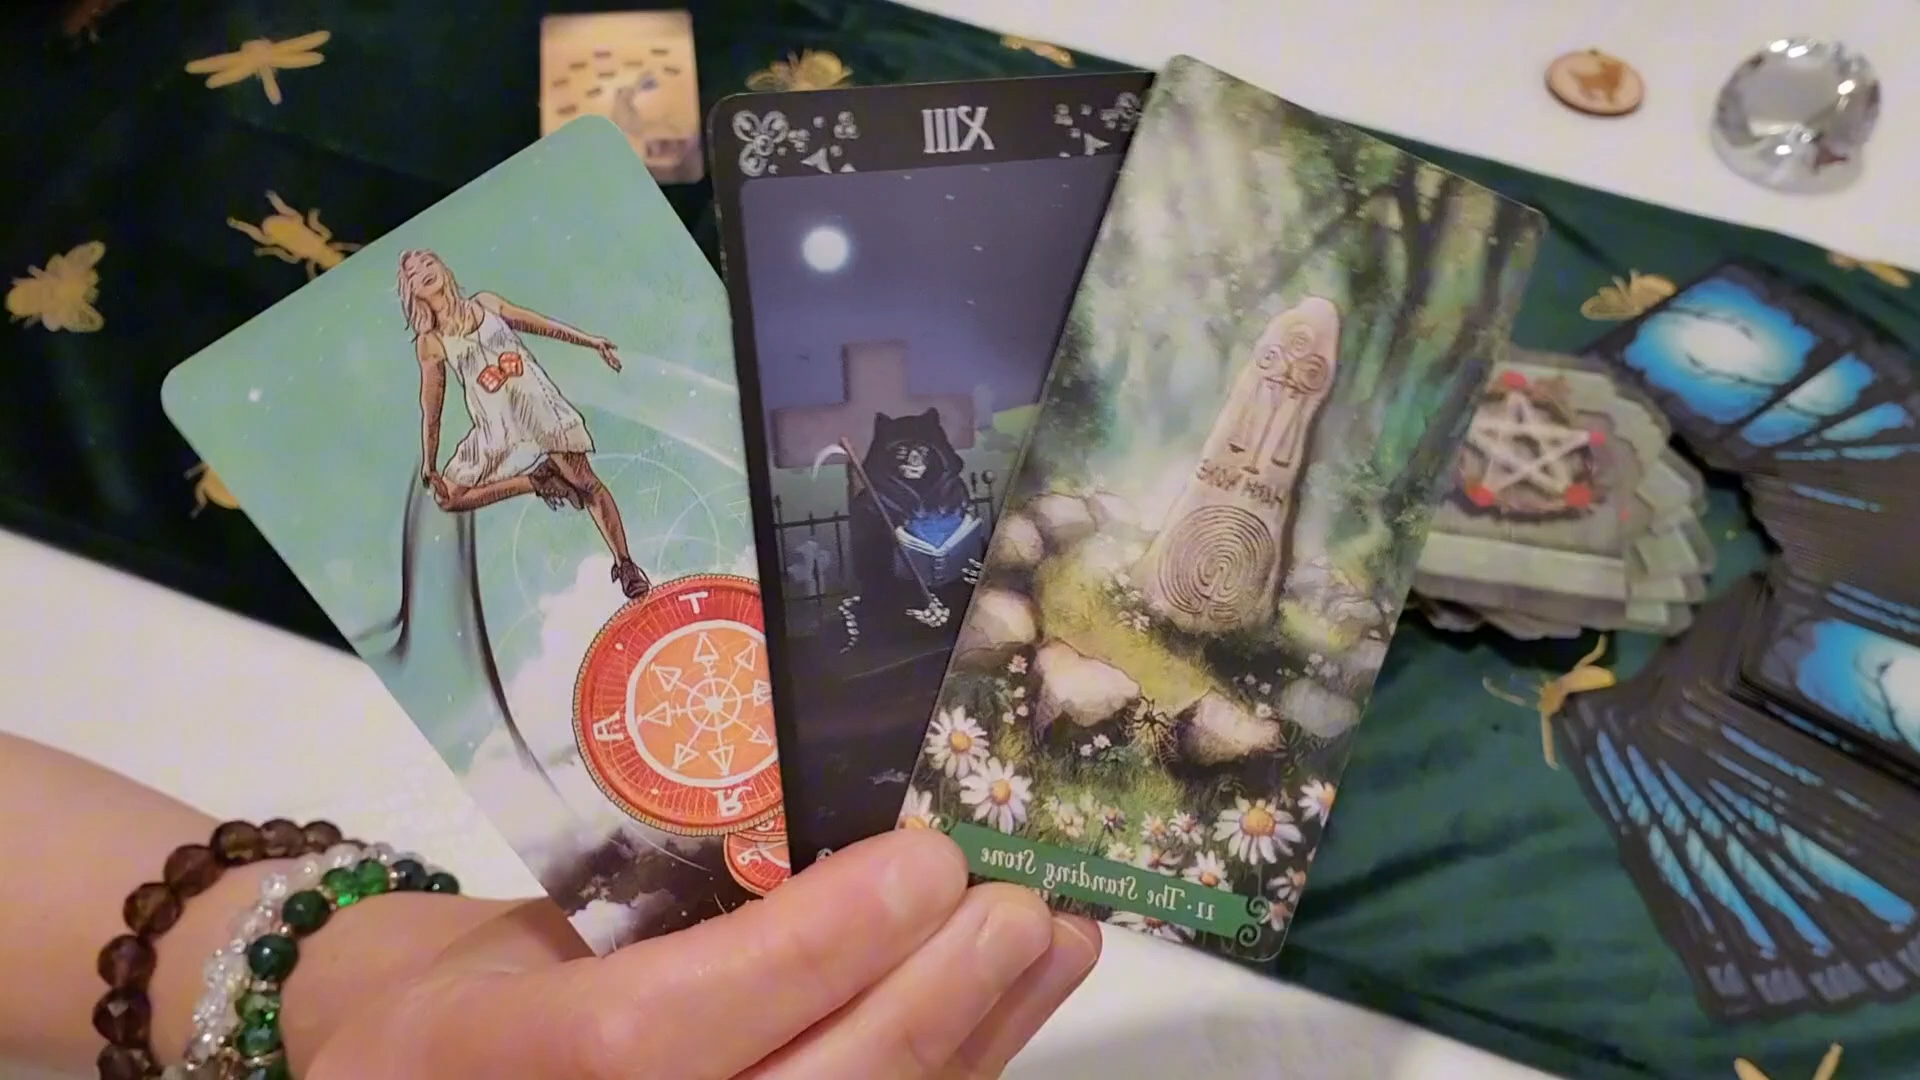 XIII
T
A
R
11 · The Standing Stone